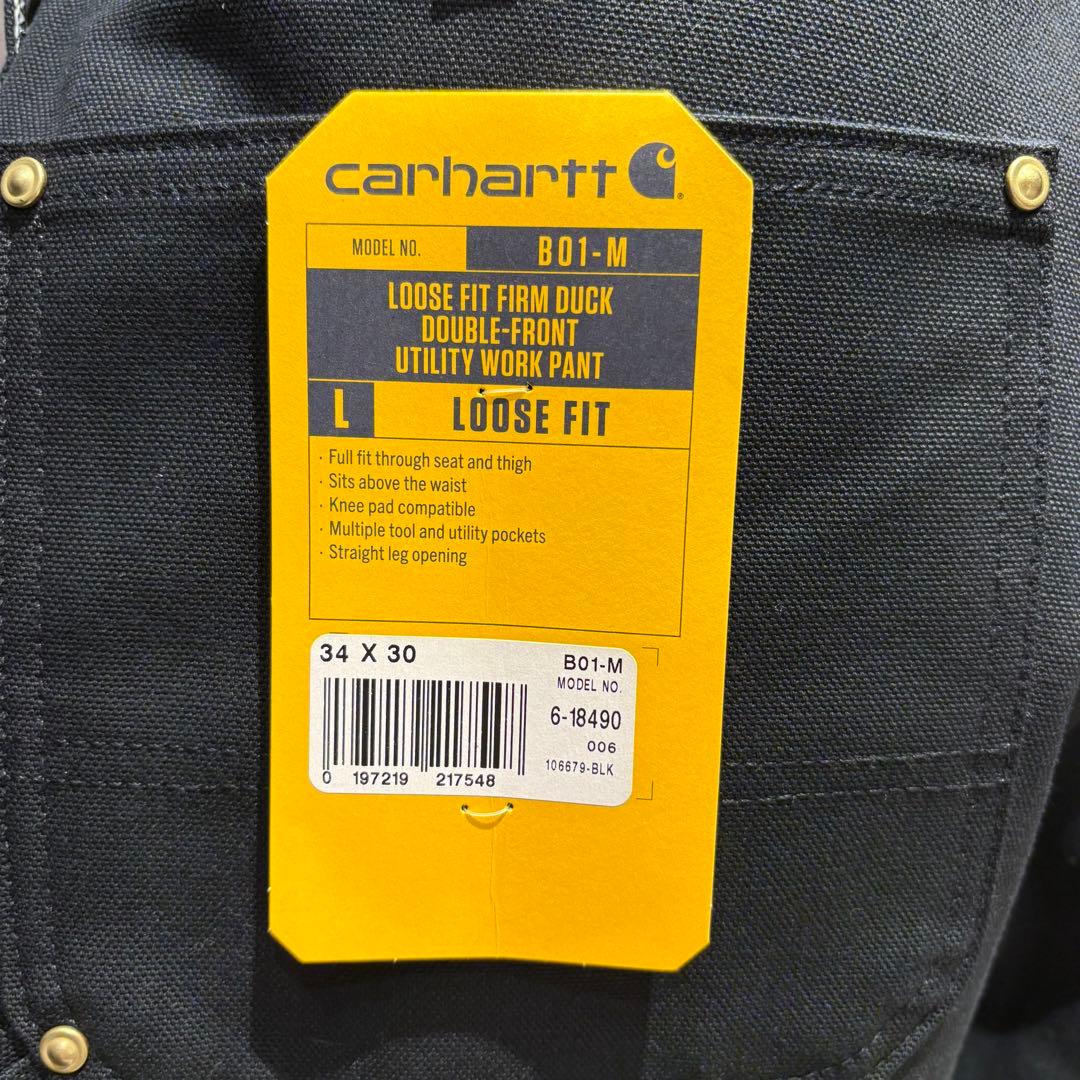 carhartt
MODEL NO. B01-M
LOOSE FIT FIRM DUCK
DOUBLE-FRONT
UTILITY WORK PANT
L LOOSE FIT
· Full fit through seat and thigh
· Sits above the waist
· Knee pad compatible
· Multiple tool and utility pockets
· Straight leg opening
34 X 30
B01-M
MODEL NO.
6-18490
006
106679-BLK
0 197219 217548